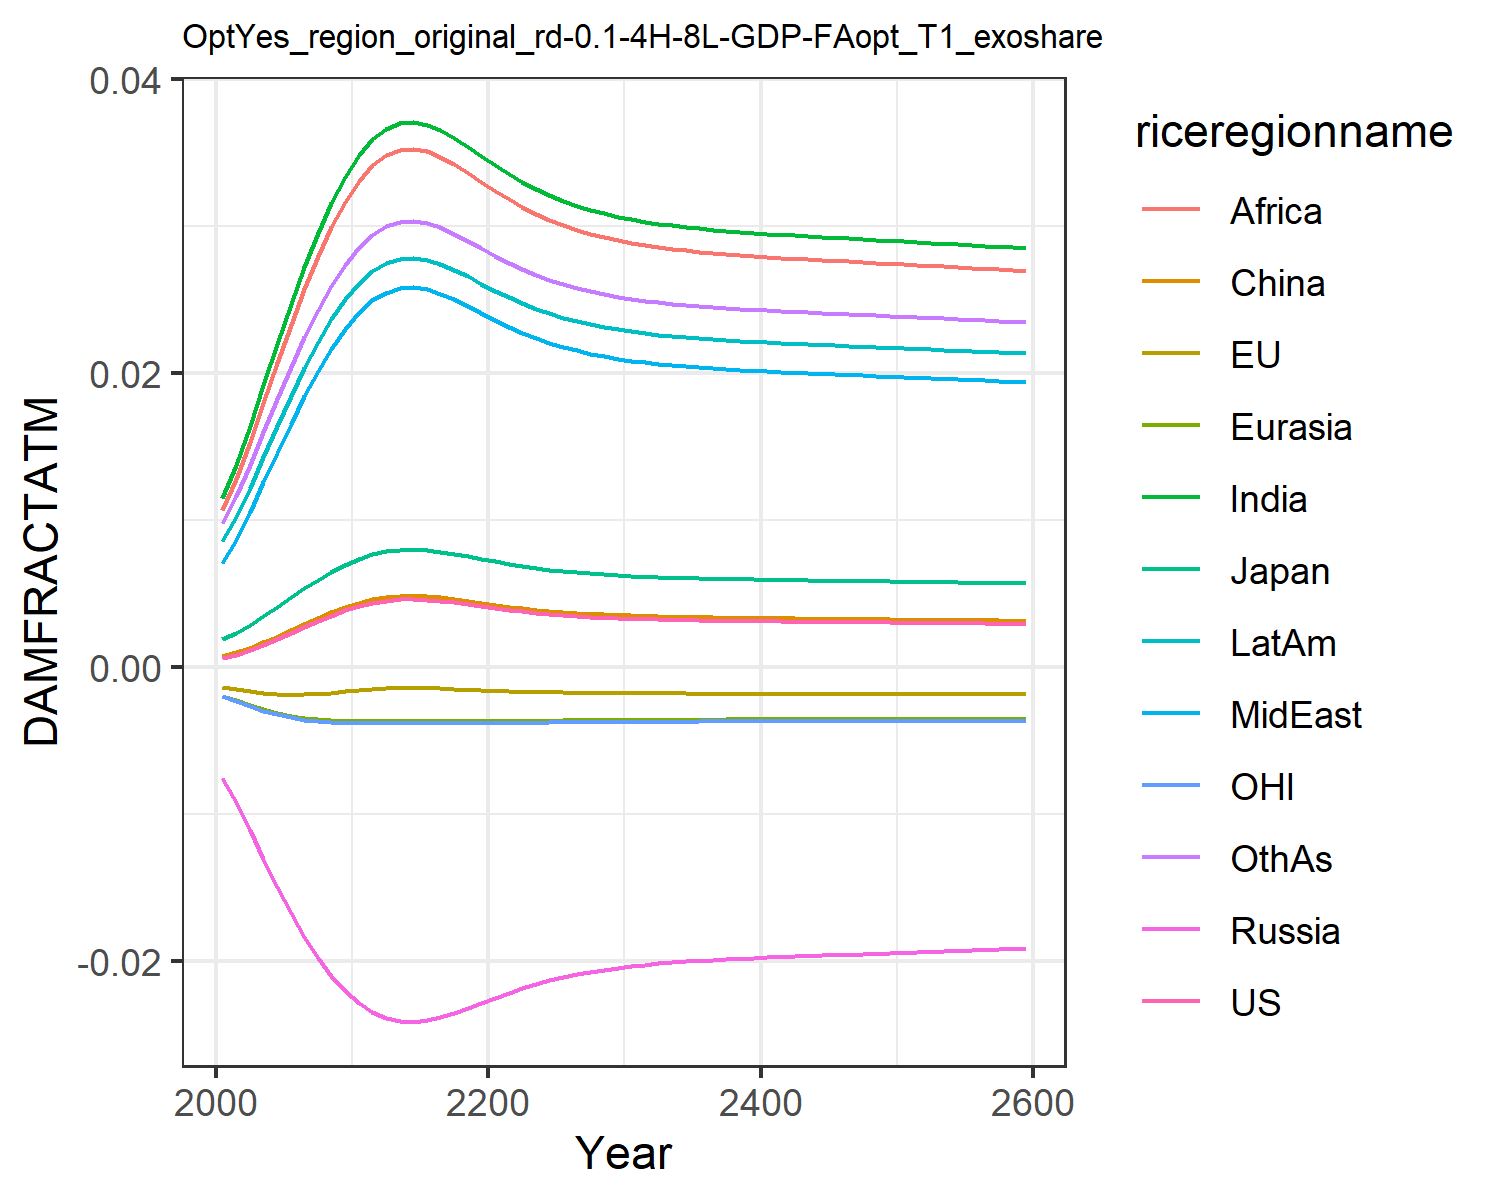 OptYes_region_original_rd-0.1-4H-8L-GDP-FAopt_T1_exoshare
0.04
0.02
0.00
-0.02
DAMFRACTATM
2000
2200
2400
2600
Year
riceregionname
Africa
China
EU
Eurasia
India
Japan
LatAm
MidEast
OHI
OthAs
Russia
US